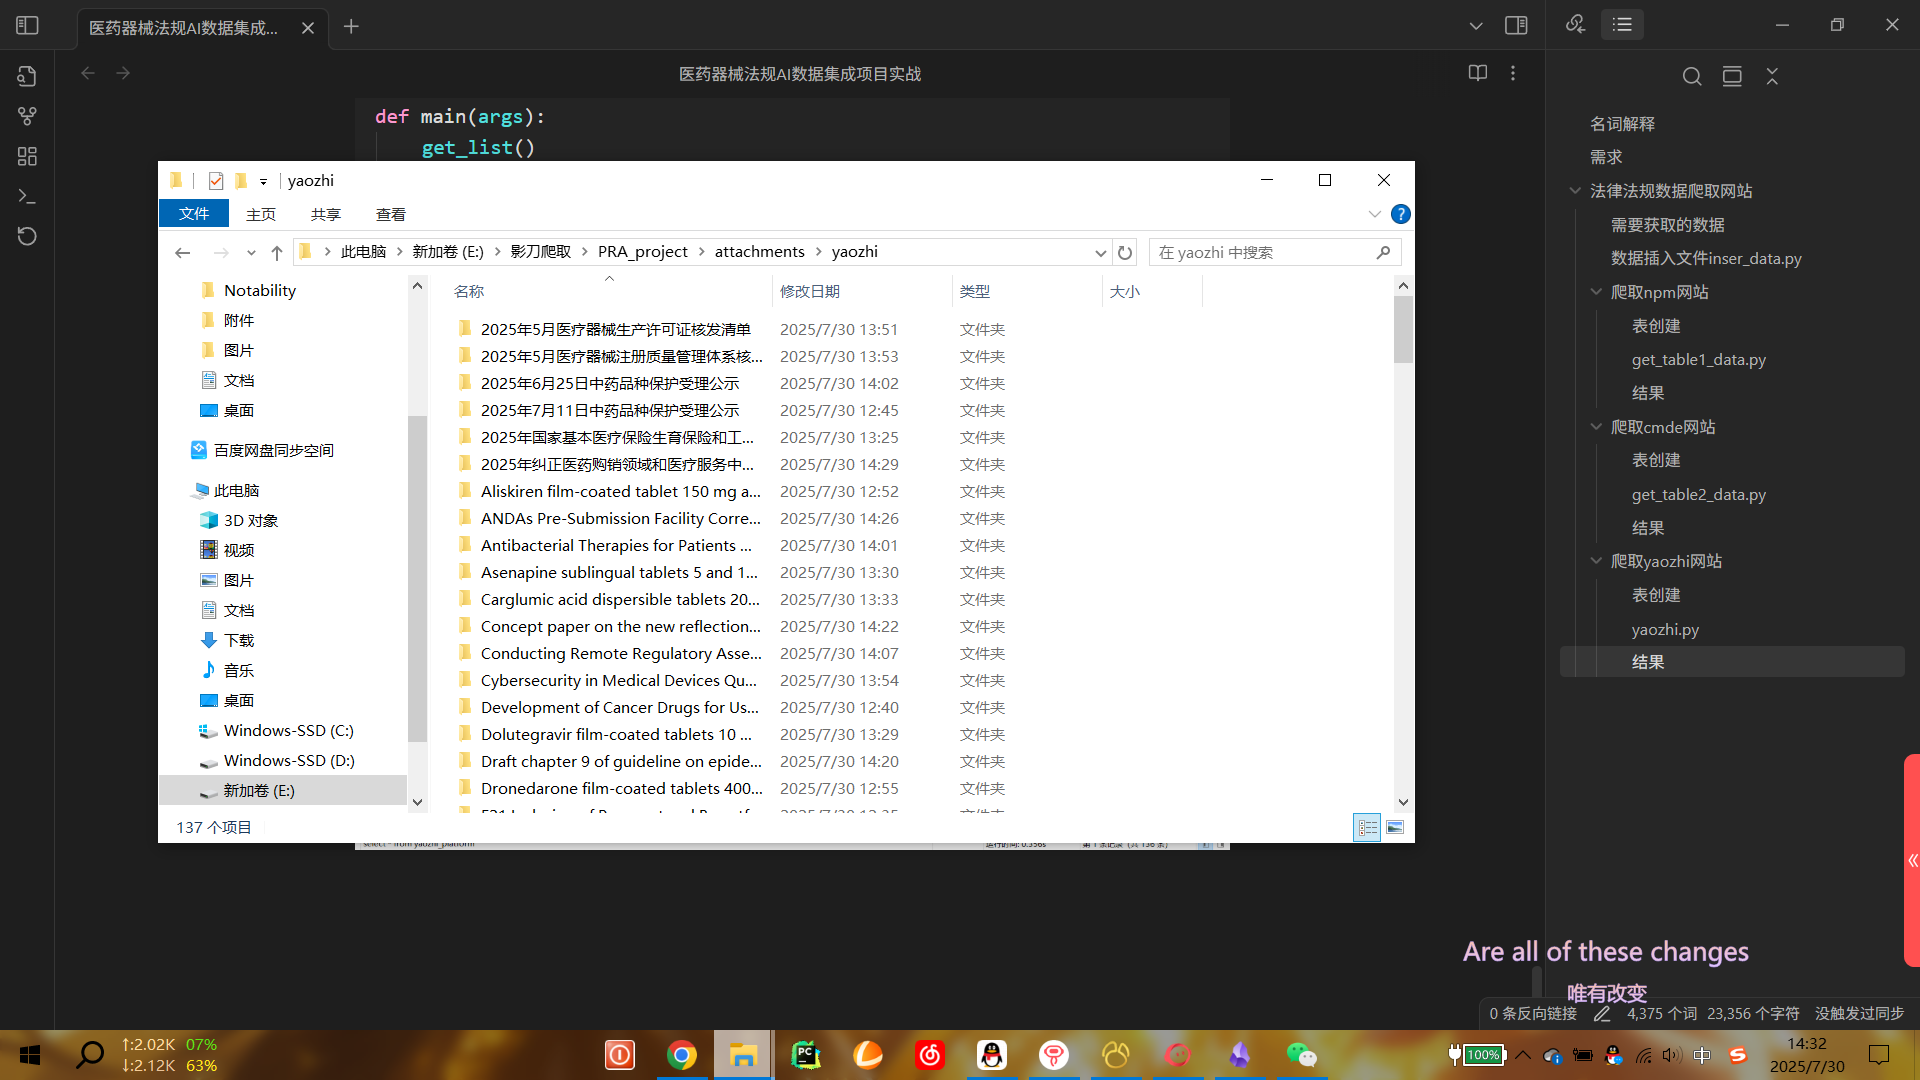 医药器械法规AI数据集成...
医药器械法规AI数据集成项目实战
def main(args):
get_list()
yaozhi
文件
主页
共享
查看
此电脑
新加卷 (E:)
影刀爬取
PRA_project
attachments
yaozhi
在 yaozhi 中搜索
Notability
附件
图片
文档
桌面
百度网盘同步空间
此电脑
3D 对象
视频
图片
文档
下载
音乐
桌面
Windows-SSD (C:)
Windows-SSD (D:)
新加卷 (E:)
名称 修改日期 类型 大小
2025年5月医疗器械生产许可证核发清单 2025/7/30 13:51 文件夹
2025年5月医疗器械注册质量管理体系核... 2025/7/30 13:53 文件夹
2025年6月25日中药品种保护受理公示 2025/7/30 14:02 文件夹
2025年7月11日中药品种保护受理公示 2025/7/30 12:45 文件夹
2025年国家基本医疗保险生育保险和工... 2025/7/30 13:25 文件夹
2025年纠正医药购销领域和医疗服务中... 2025/7/30 14:29 文件夹
Aliskiren film-coated tablet 150 mg a... 2025/7/30 12:52 文件夹
ANDAs Pre-Submission Facility Corre... 2025/7/30 14:26 文件夹
Antibacterial Therapies for Patients ... 2025/7/30 14:01 文件夹
Asenapine sublingual tablets 5 and 1... 2025/7/30 13:30 文件夹
Carglumic acid dispersible tablets 20... 2025/7/30 13:33 文件夹
Concept paper on the new reflection... 2025/7/30 14:22 文件夹
Conducting Remote Regulatory Asse... 2025/7/30 14:07 文件夹
Cybersecurity in Medical Devices Qu... 2025/7/30 13:54 文件夹
Development of Cancer Drugs for Us... 2025/7/30 12:40 文件夹
Dolutegravir film-coated tablets 10 ... 2025/7/30 13:29 文件夹
Draft chapter 9 of guideline on epide... 2025/7/30 14:20 文件夹
Dronedarone film-coated tablets 400... 2025/7/30 12:55 文件夹
137 个项目
名词解释
需求
法律法规数据爬取网站
需要获取的数据
数据插入文件inser_data.py
爬取npm网站
表创建
get_table1_data.py
结果
爬取cmde网站
表创建
get_table2_data.py
结果
爬取yaozhi网站
表创建
yaozhi.py
结果
Are all of these changes
唯有改变
0 条反向链接 4,375 个词 23,356 个字符 没触发过同步
↑:2.02K 07%
↓:2.12K 63%
100%
中
14:32
2025/7/30